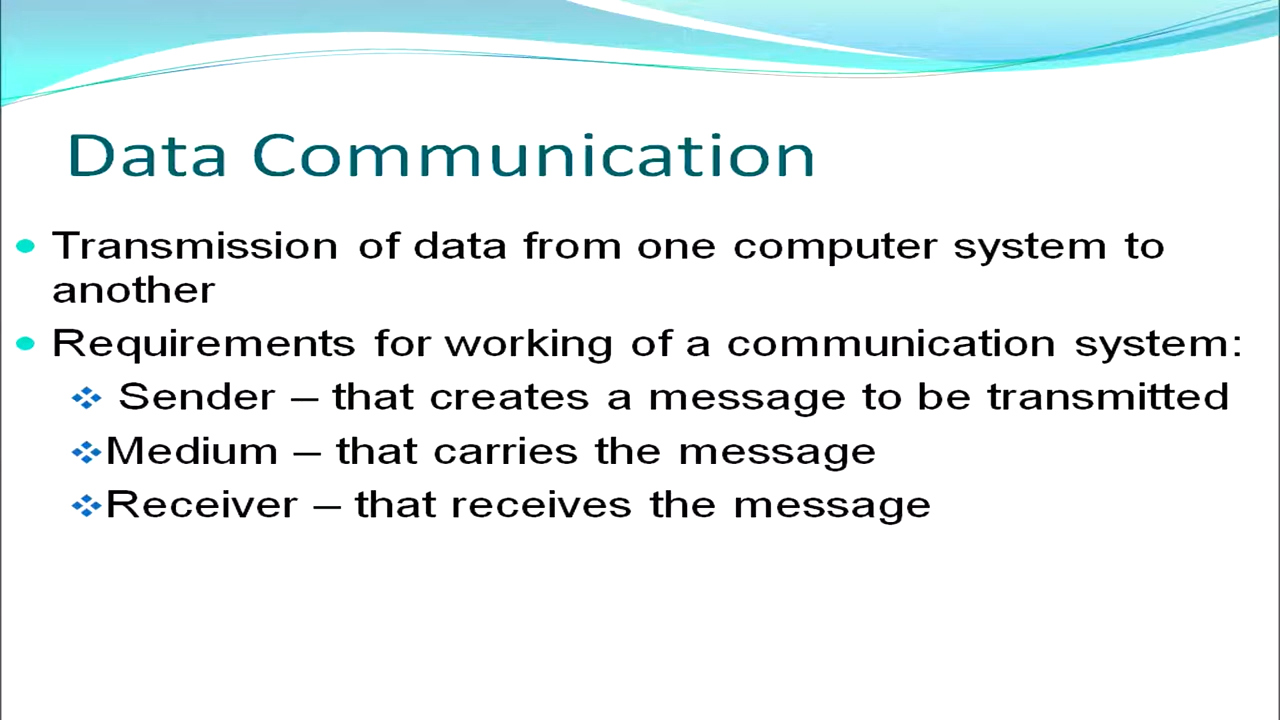 Data Communication
Transmission of data from one computer system to
another
Requirements for working of a communication system:
Sender – that creates a message to be transmitted
Medium – that carries the message
Receiver – that receives the message